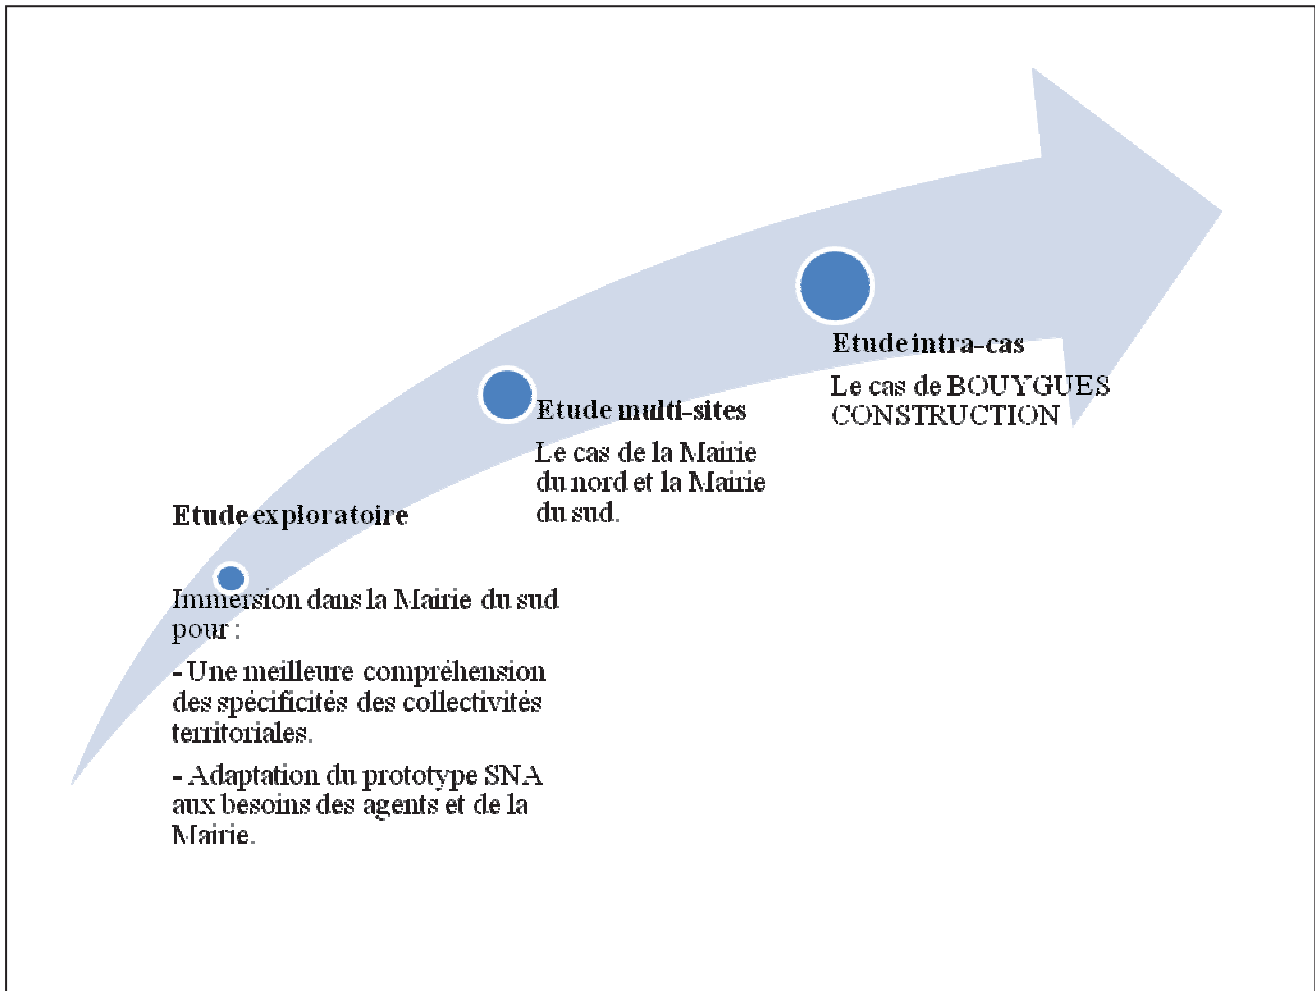 Etude exploratoire
Immersion dans la Mairie du sud
pour :
- Une meilleure compréhension
des spécificités des collectivités
territoriales.
- Adaptation du prototype SNA
aux besoins des agents et de la
Mairie.
Etude multi-sites
Le cas de la Mairie
du nord et la Mairie
du sud.
Etude intra-cas
Le cas de BOUYGUES
CONSTRUCTION